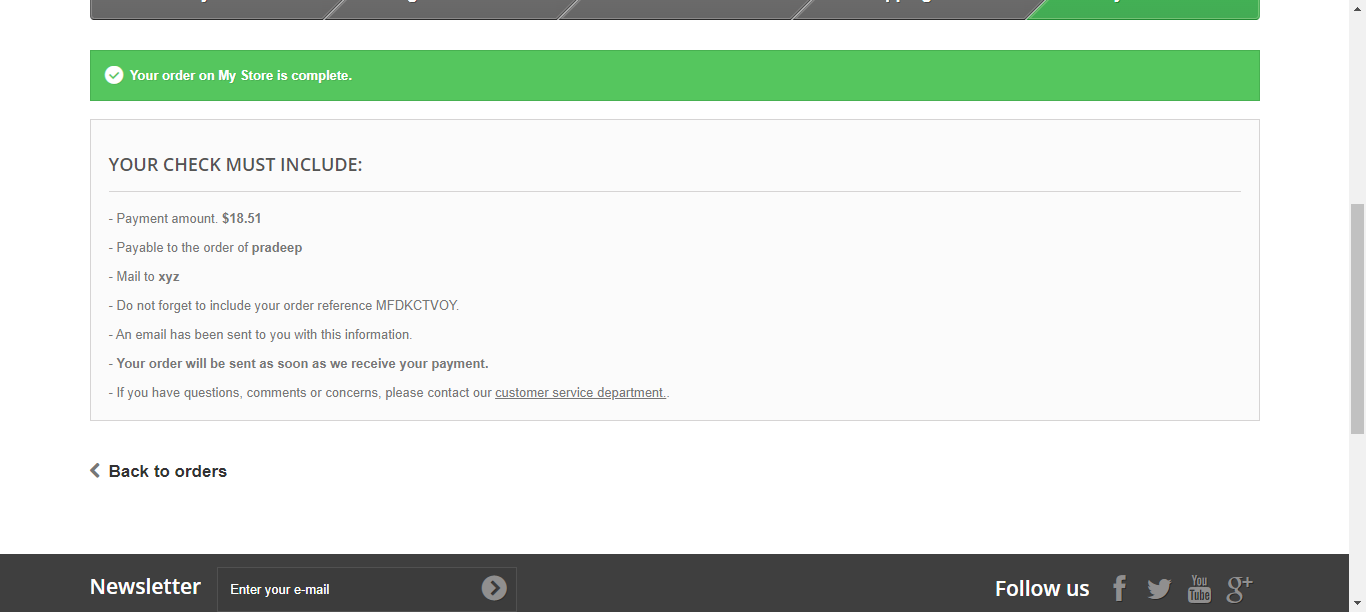 Your order on My Store is complete.
YOUR CHECK MUST INCLUDE:
- Payment amount. $18.51
- Payable to the order of pradeep
- Mail to xyz
- Do not forget to include your order reference MFDKCTVOY.
- An email has been sent to you with this information.
- Your order will be sent as soon as we receive your payment.
- If you have questions, comments or concerns, please contact our customer service department..
Back to orders
Newsletter
Enter your e-mail
Follow us
You
Tube
g+